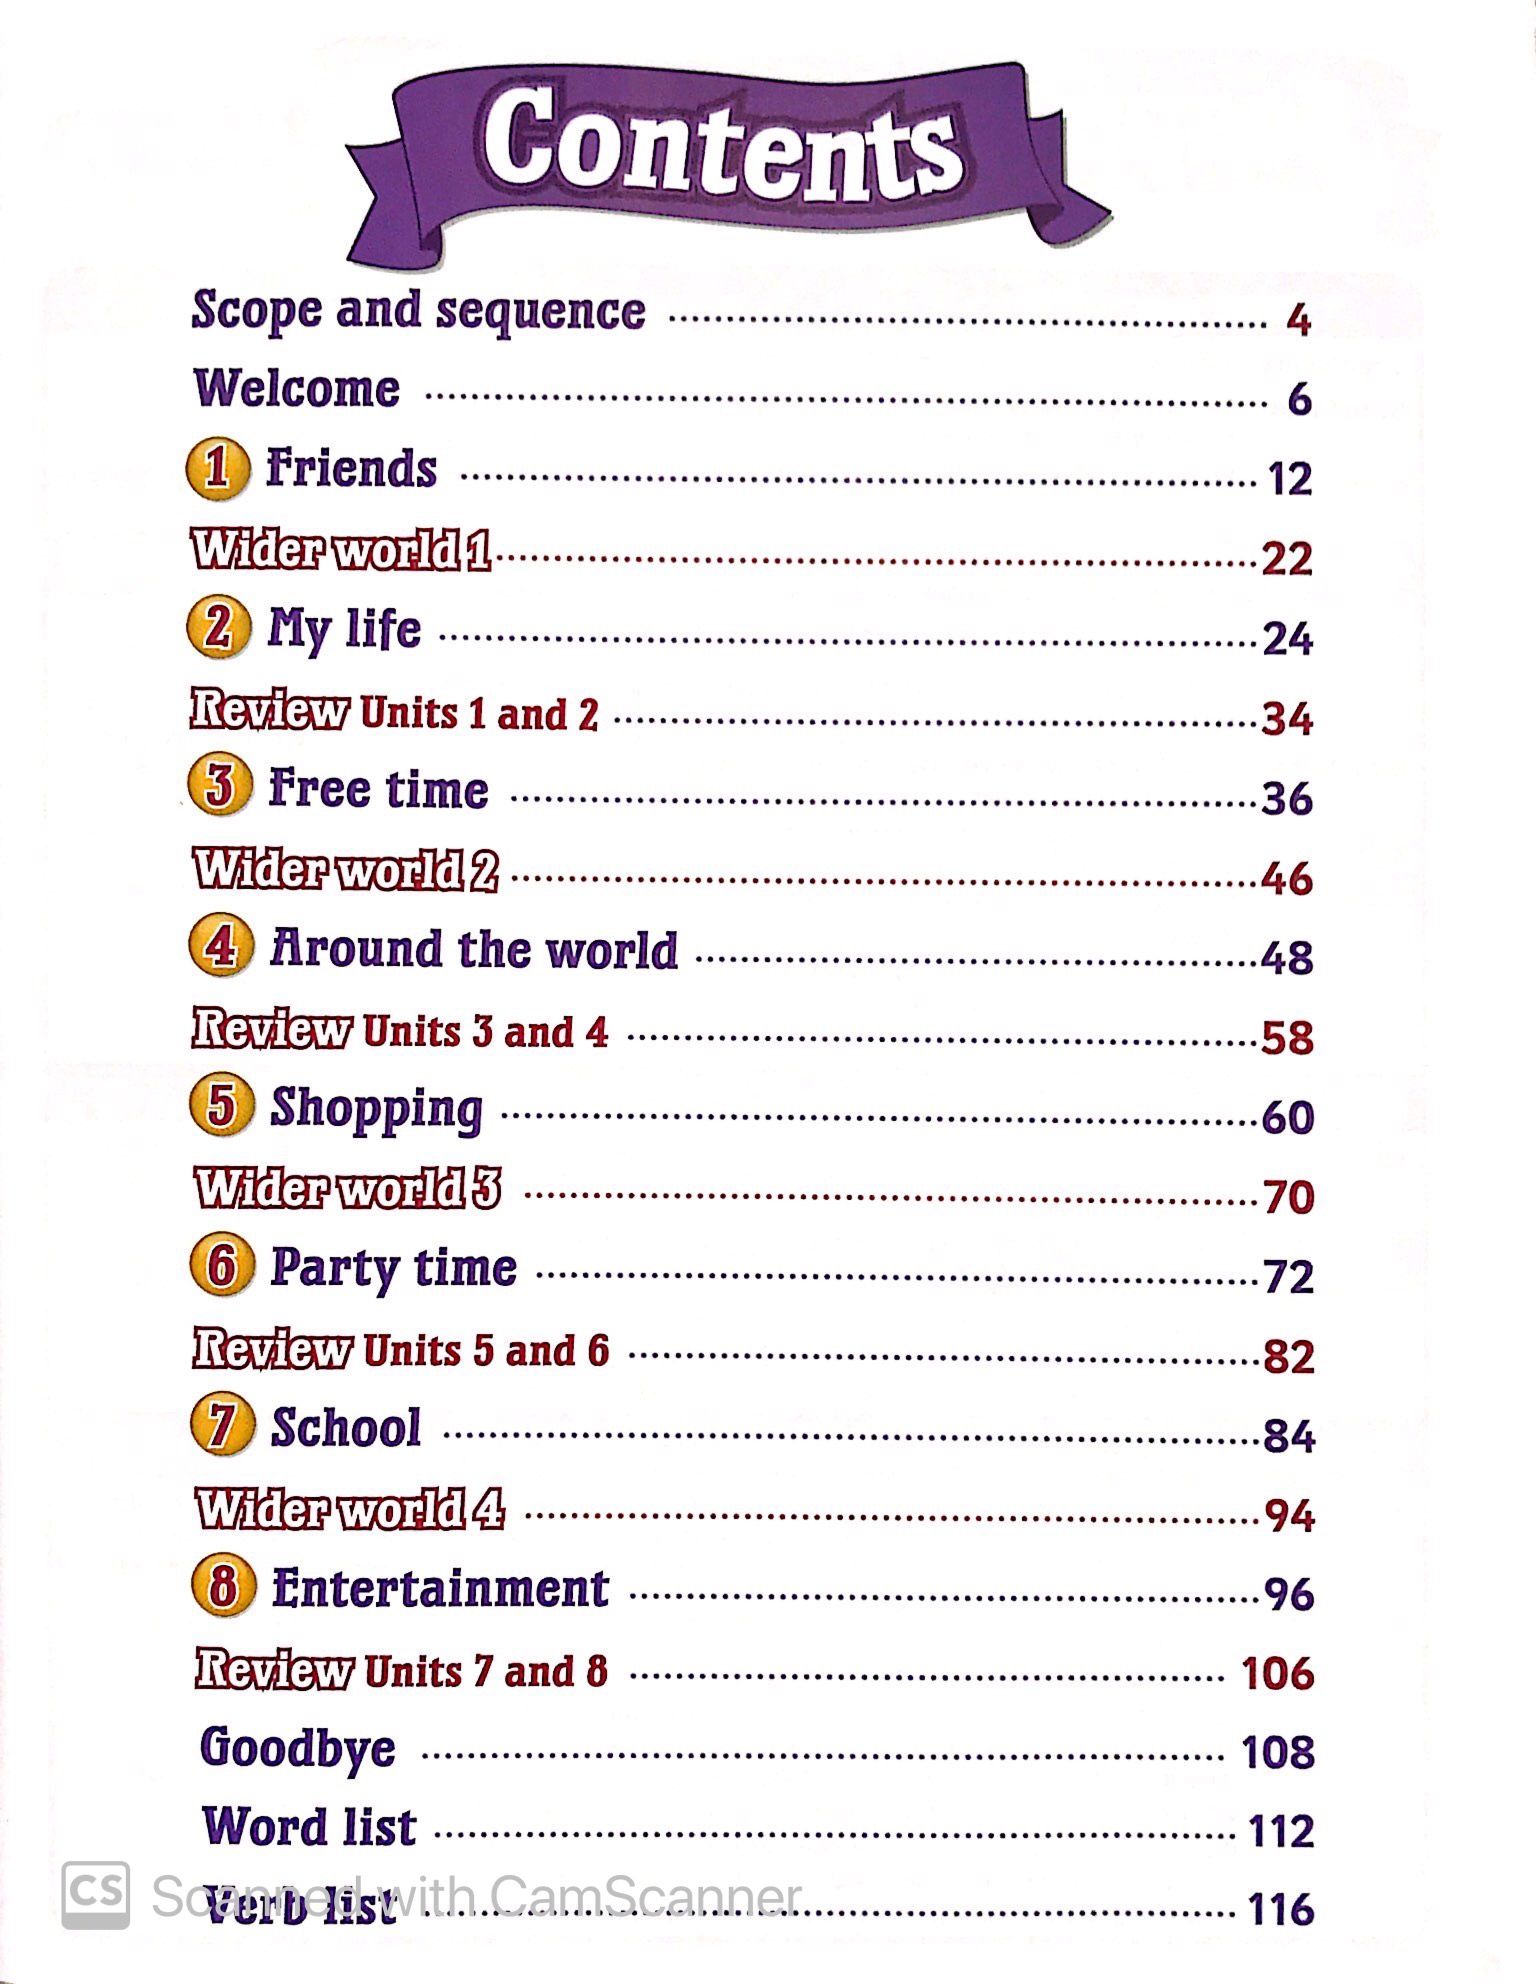 Contents
Scope and sequence ........ 4
Welcome ........ 6
1 Friends ........ 12
Wider world 1 ........ 22
2 My life ........ 24
Review Units 1 and 2 ........ 34
3 Free time ........ 36
Wider world 2 ........ 46
4 Around the world ........ 48
Review Units 3 and 4 ........ 58
5 Shopping ........ 60
Wider world 3 ........ 70
6 Party time ........ 72
Review Units 5 and 6 ........ 82
7 School ........ 84
Wider world 4 ........ 94
8 Entertainment ........ 96
Review Units 7 and 8 ........ 106
Goodbye ........ 108
Word list ........ 112
Verb list ........ 116
CS Scanned with CamScanner